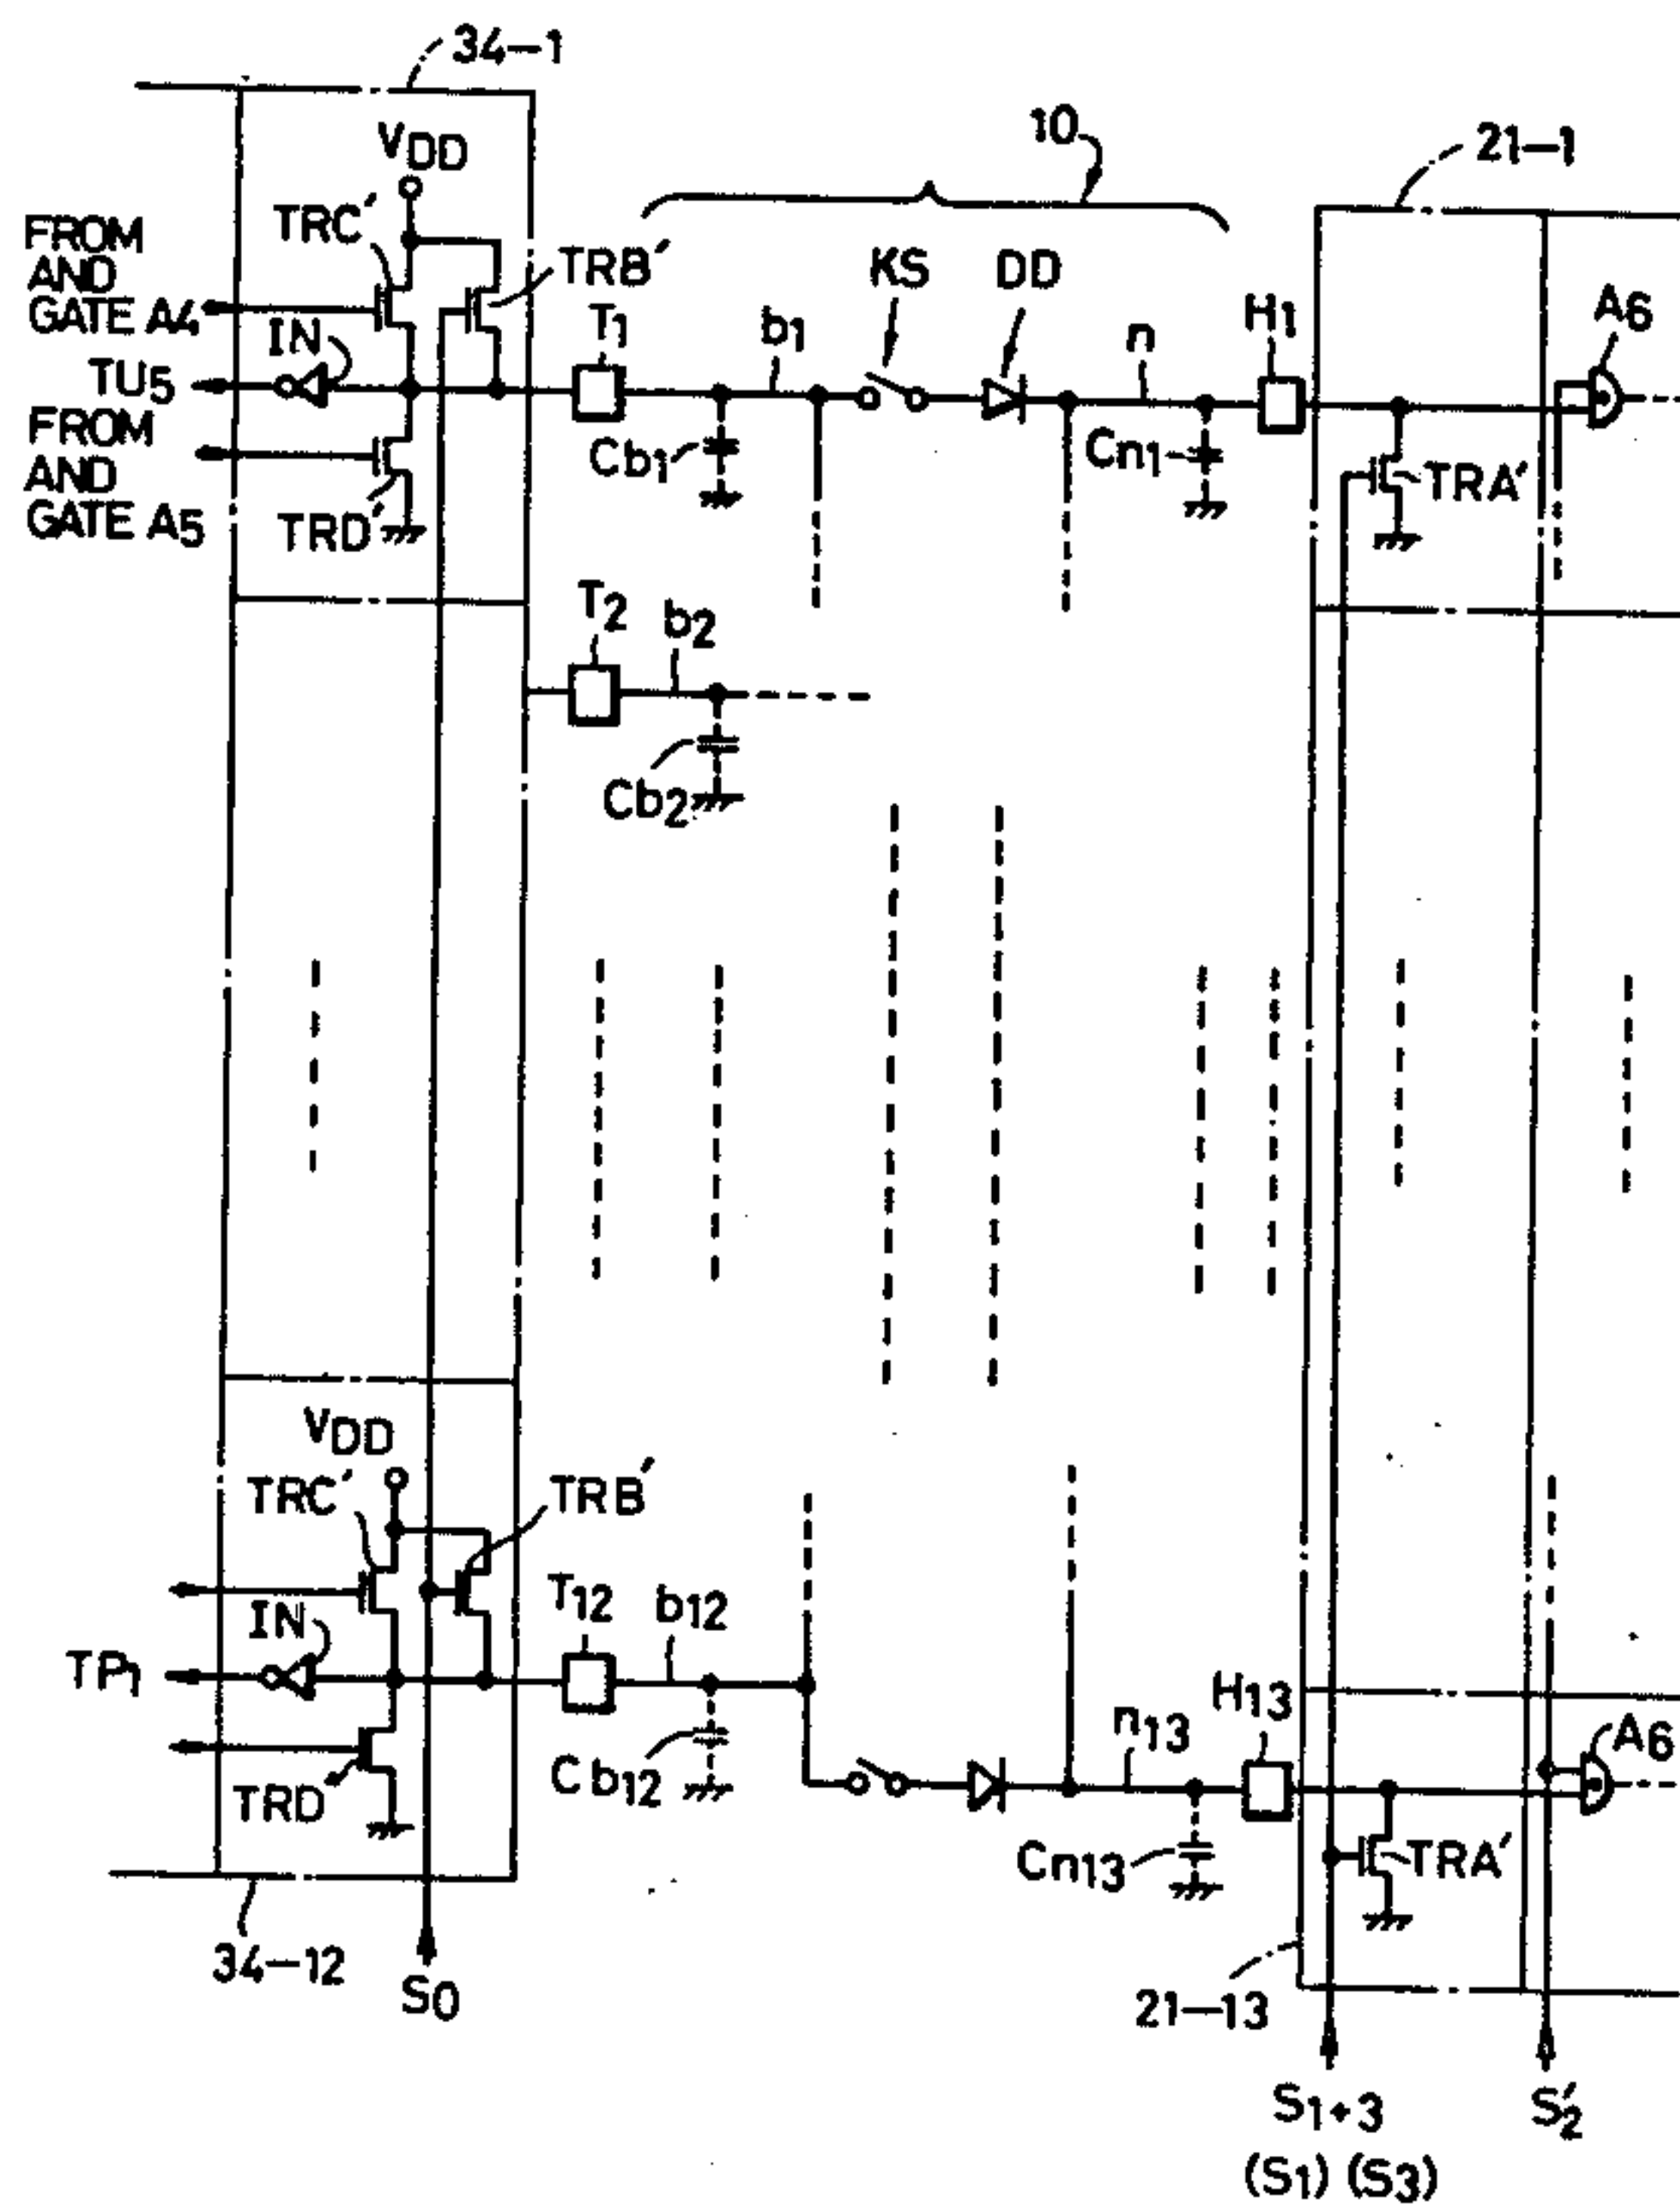 34-1
VDD
10
21-1
TRC'
TRB'
KS
DD
FROM
AND
GATE A4
IN
T1
b1
n
H1
A6
TU5
FROM
AND
GATE A5
Cb1
Cn1
TRA'
TRD'
T2
b2
Cb2
VDD
TRC'
TRB'
IN
T12
b12
TP1
n13
H13
A6
TRD
Cb12
Cn13
TRA'
34-12
S0
21-13
S1+3
S'2
(S1) (S3)